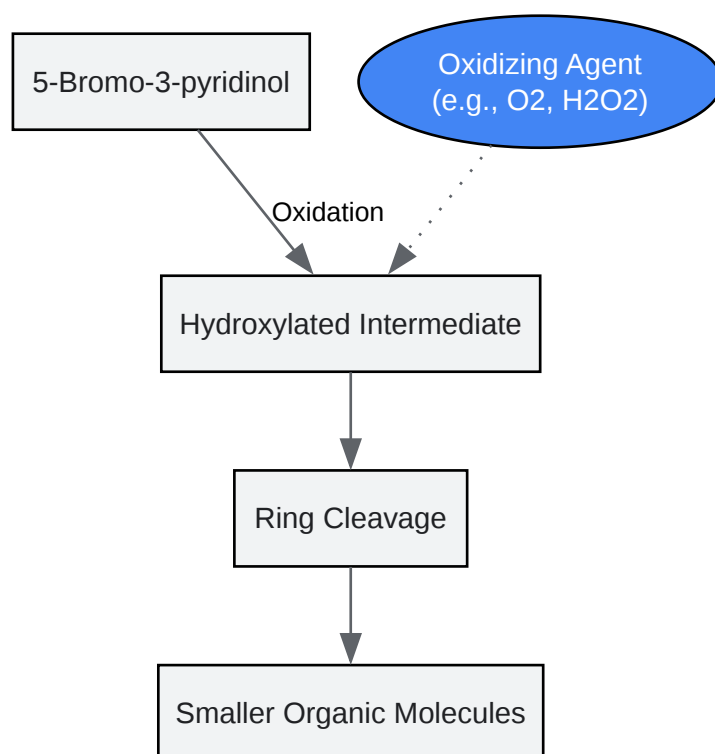 5-Bromo-3-pyridinol
Oxidizing Agent
(e.g., O2, H2O2)
Oxidation
Hydroxylated Intermediate
Ring Cleavage
Smaller Organic Molecules